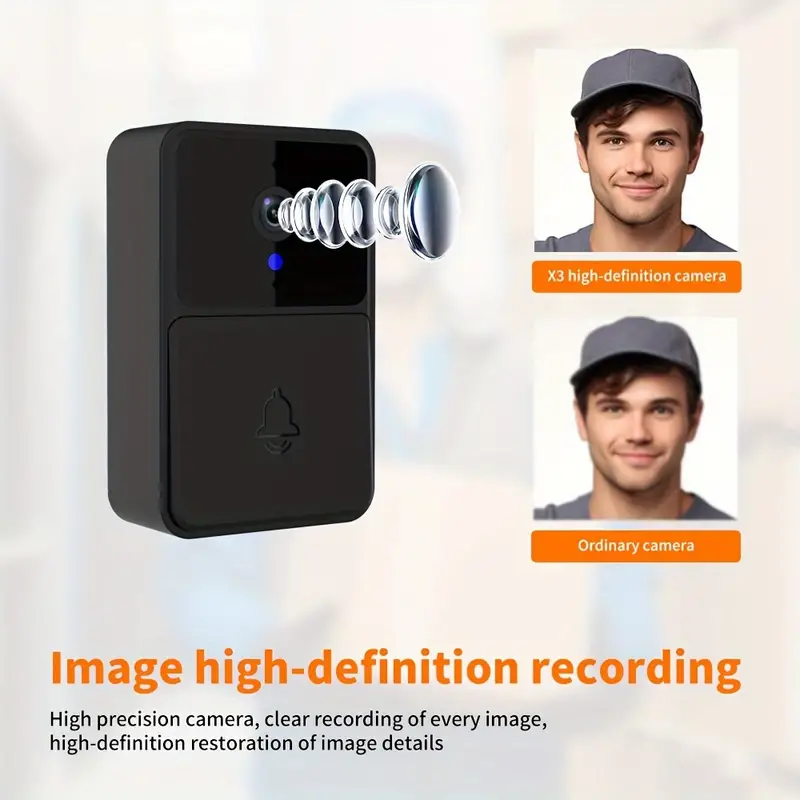 X3 high-definition camera
Ordinary camera
Image high-definition recording
High precision camera, clear recording of every image,
high-definition restoration of image details